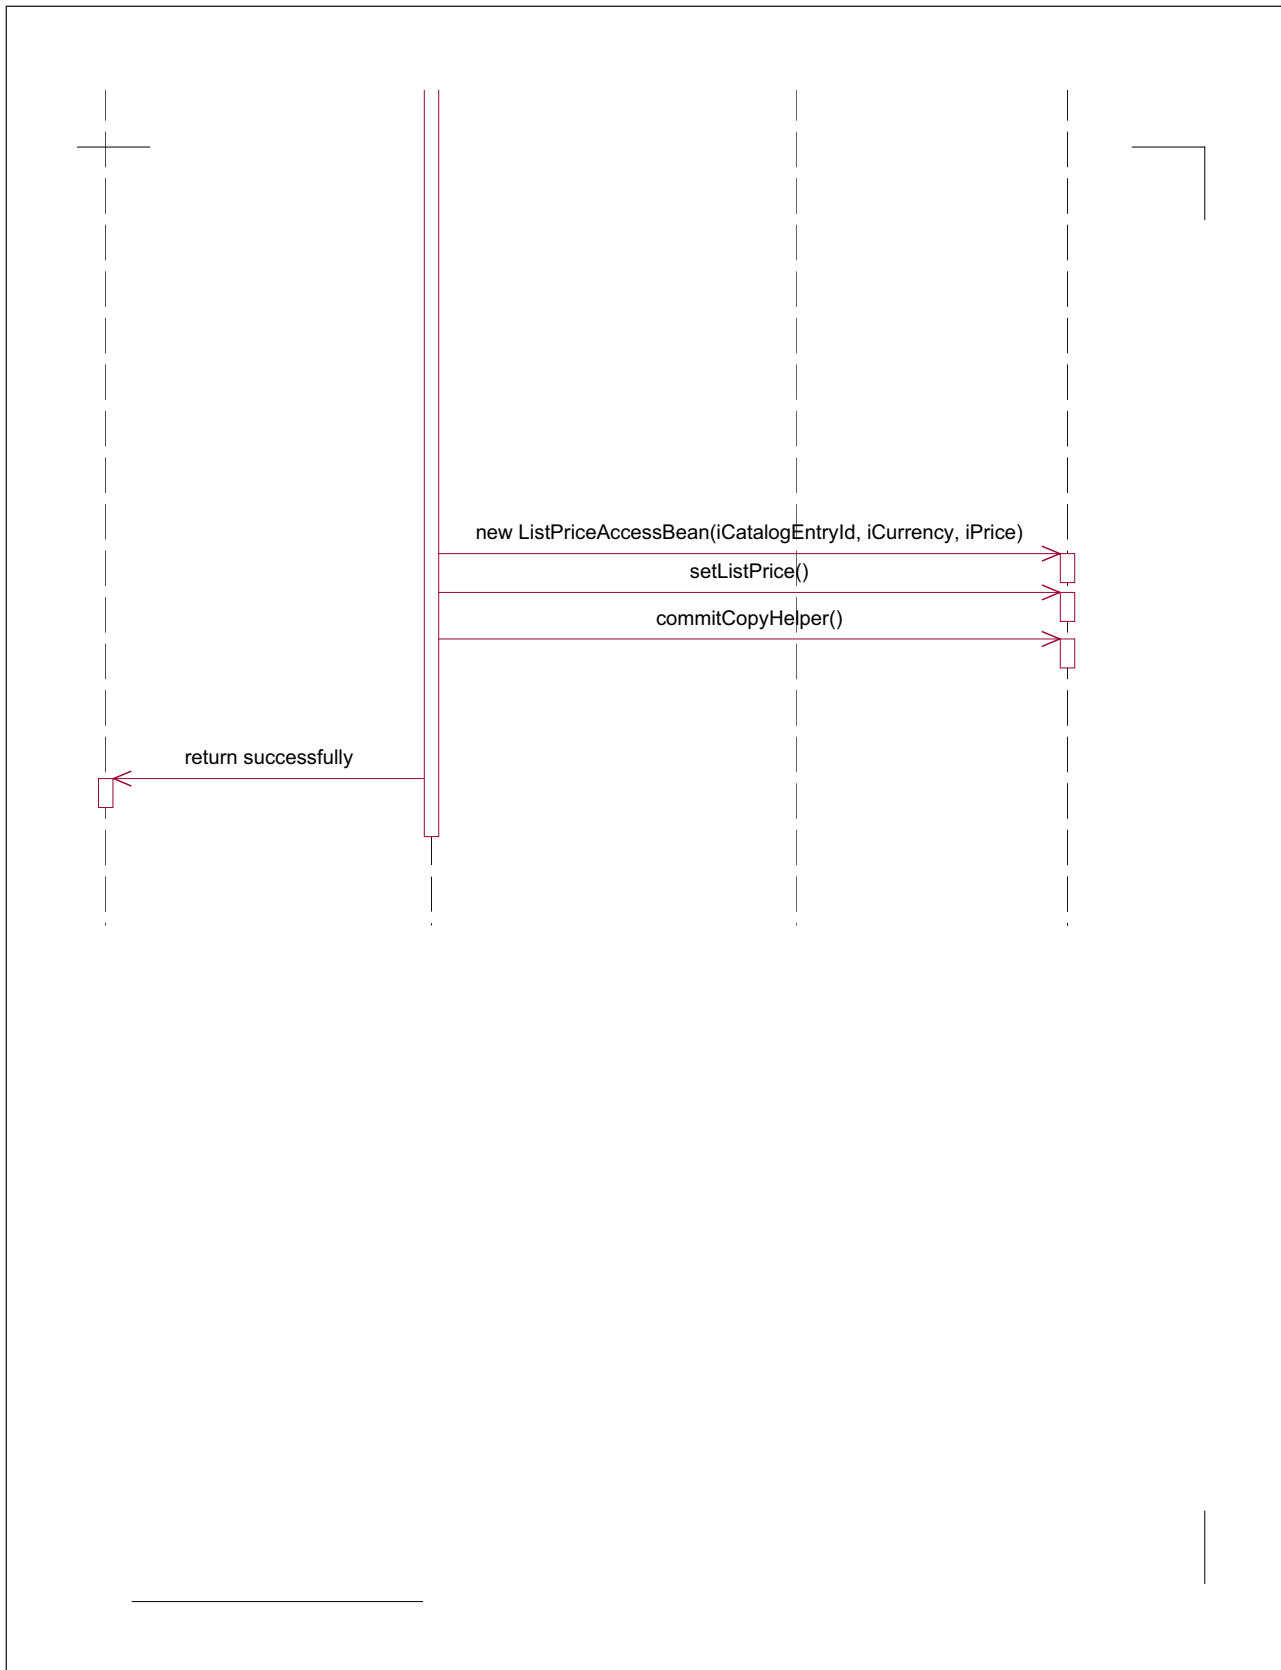 new ListPriceAccessBean(iCatalogEntryId, iCurrency, iPrice)
setListPrice()
commitCopyHelper()
return successfully